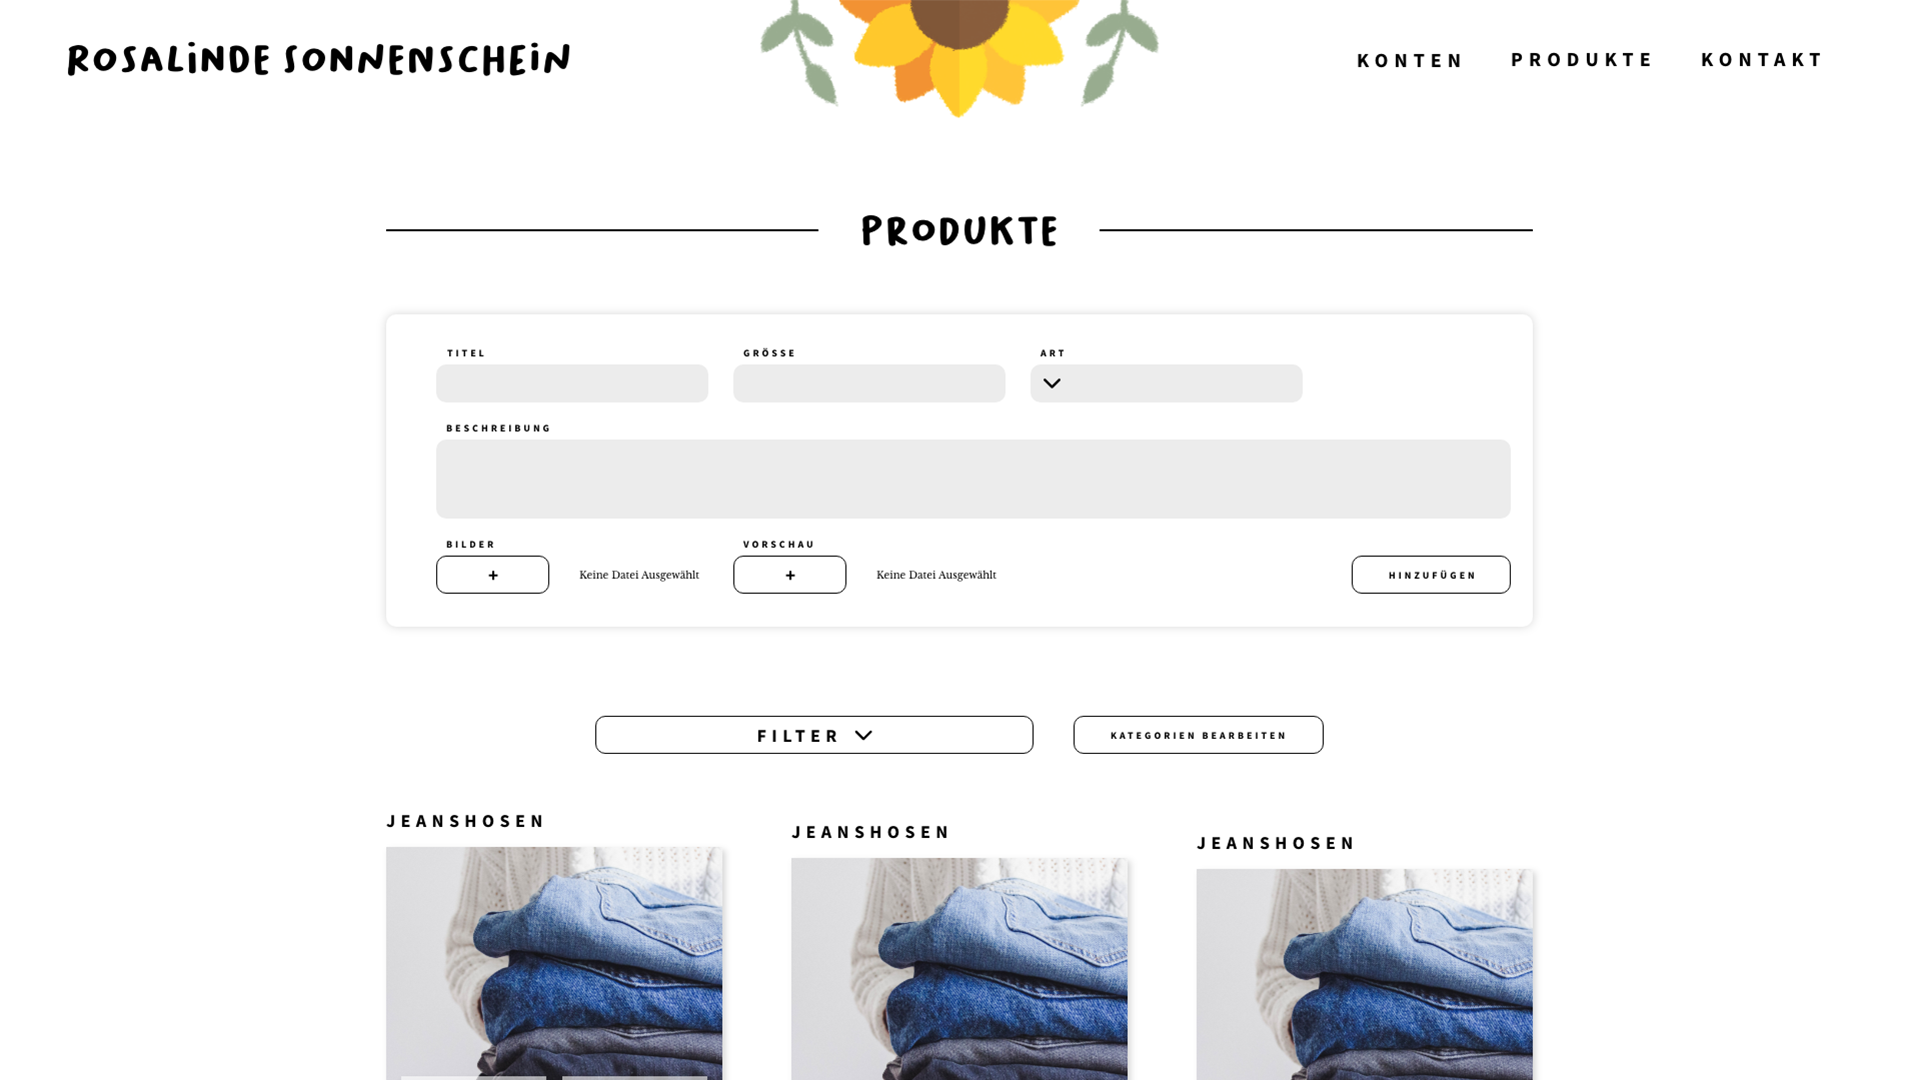 ROSALINDE SONNENSCHEIN
KONTEN PRODUKTE KONTAKT
PRODUKTE
TITEL GRÖSSE ART
BESCHREIBUNG
BILDER VORSCHAU
+ Keine Datei Ausgewählt + Keine Datei Ausgewählt HINZUFÜGEN
FILTER KATEGORIEN BEARBEITEN
JEANSHOSEN
JEANSHOSEN
JEANSHOSEN